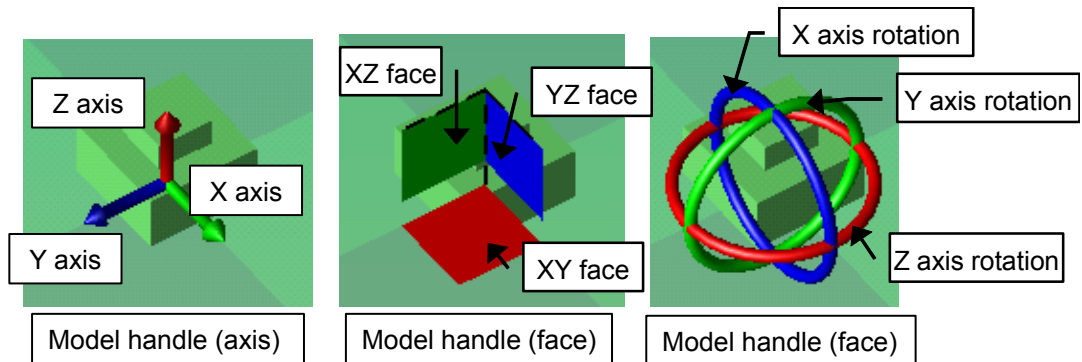 Z axis
X axis
Y axis
Model handle (axis)
XZ face
YZ face
XY face
Model handle (face)
X axis rotation
Y axis rotation
Z axis rotation
Model handle (face)